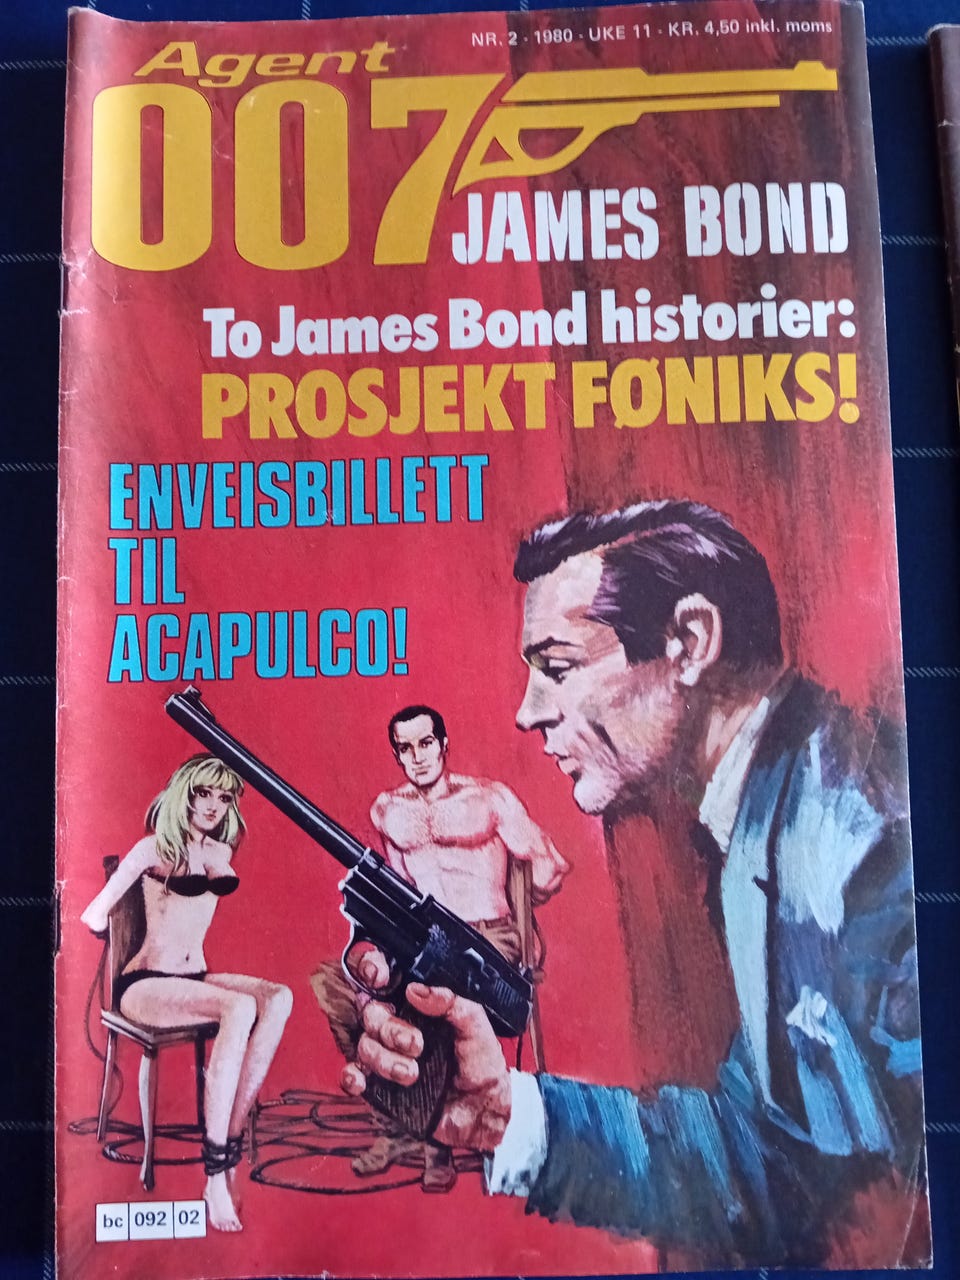 NR. 2 - 1980 - UKE 11 - KR. 4,50 inkl. moms
Agent
007
JAMES BOND
To James Bond historier:
PROSJEKT FØNIKS!
ENVEISBILLETT
TIL
ACAPULCO!
bc 092 02